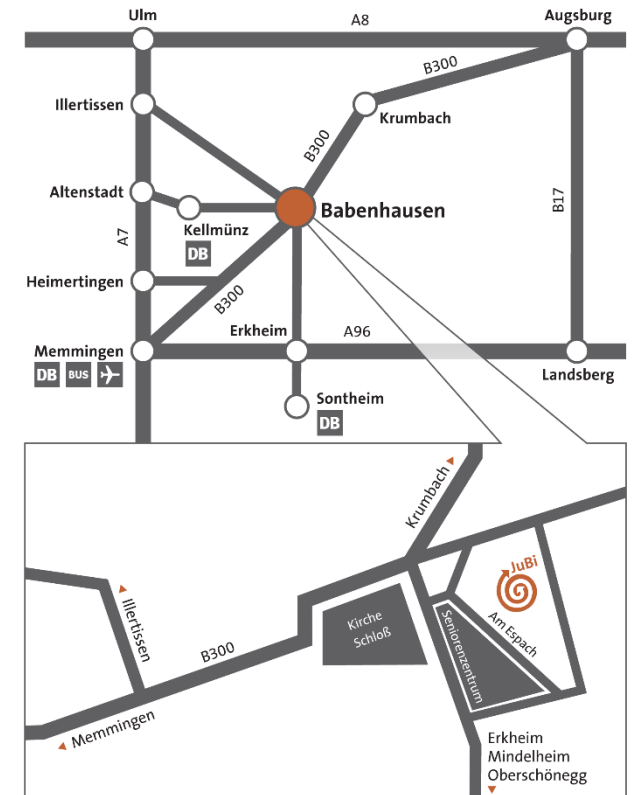 Ulm
A8
Augsburg
B300
Illertissen
Krumbach
B300
Altenstadt
B17
Babenhausen
Kellmünz
DB
A7
Heimertingen
B300
Erkheim
A96
Memmingen
DB BUS
Landsberg
Sontheim
DB
Krumbach
JuBi
Illertissen
Kirche
Schloß
Am Espach
Seniorenzentrum
B300
Memmingen
Erkheim
Mindelheim
Oberschönegg